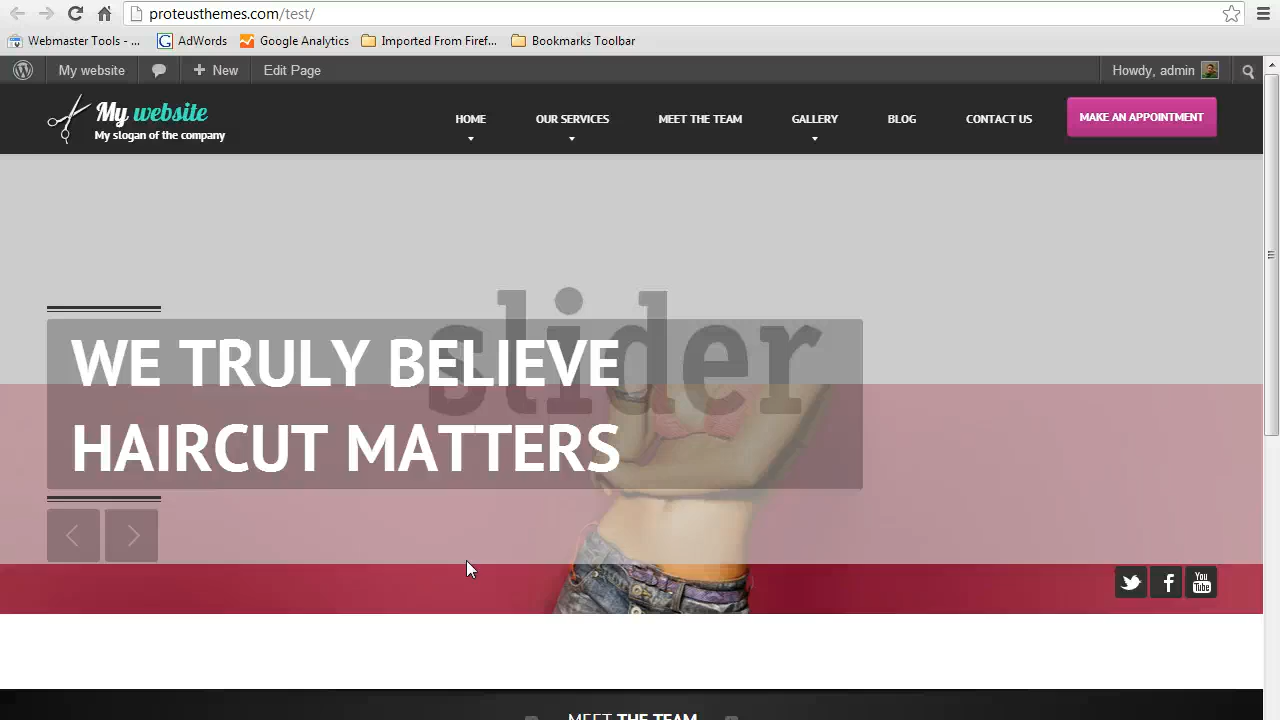 proteusthemes.com/test/
Webmaster Tools - ... AdWords Google Analytics Imported From Firef... Bookmarks Toolbar
My website New Edit Page Howdy, admin
My website
My slogan of the company
HOME OUR SERVICES MEET THE TEAM GALLERY BLOG CONTACT US MAKE AN APPOINTMENT
slider
WE TRULY BELIEVE
HAIRCUT MATTERS
You
Tube
MEET THE TEAM